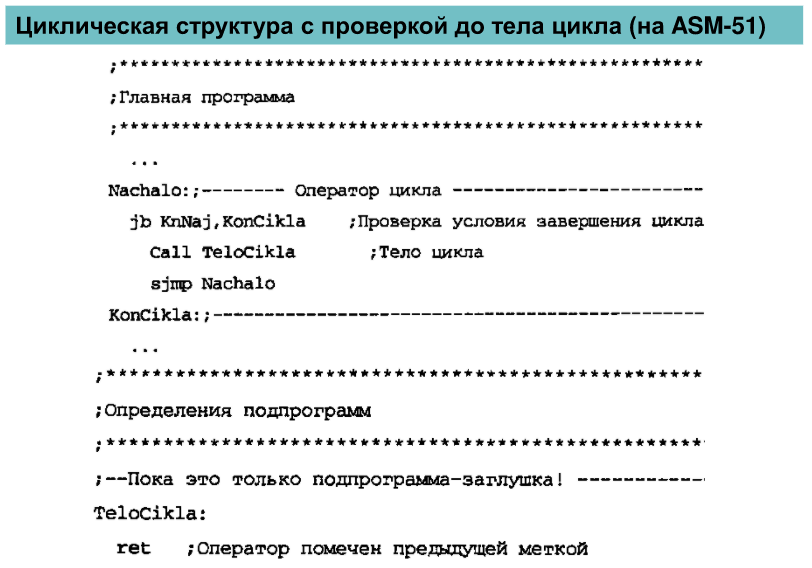 Циклическая структура с проверкой до тела цикла (на ASM-51)
;*******************************************************
;Главная программа
;*******************************************************
...
Nachalo:;-------- Оператор цикла ------------------------
jb KnNaj,KonCikla ;Проверка условия завершения цикла
Call TeloCikla ;Тело цикла
sjmp Nachalo
KonCikla:;-----------------------------------------------
...
;*******************************************************
;Определения подпрограмм
;*******************************************************
;--Пока это только подпрограмма-заглушка! ------------
TeloCikla:
ret ;Оператор помечен предыдущей меткой